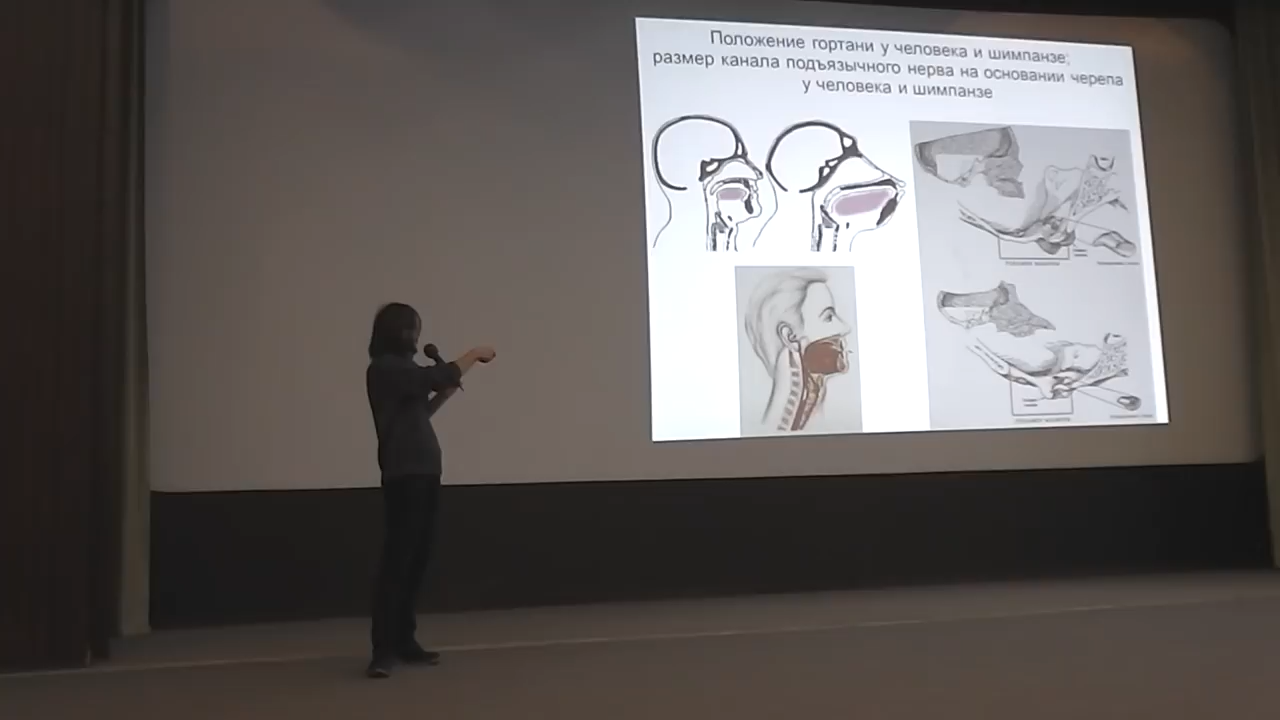 Положение гортани у человека и шимпанзе;
размер канала подъязычного нерва на основании черепа
у человека и шимпанзе